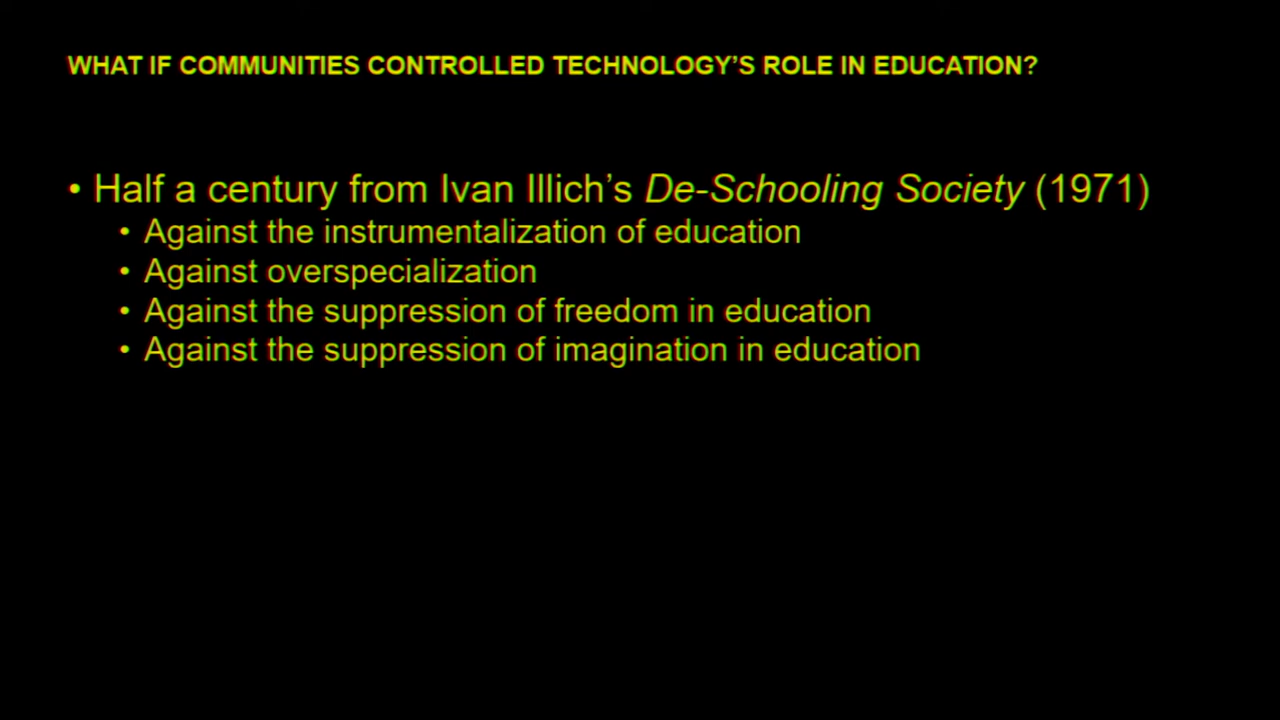 WHAT IF COMMUNITIES CONTROLLED TECHNOLOGY’S ROLE IN EDUCATION?
• Half a century from Ivan Illich’s De-Schooling Society (1971)
• Against the instrumentalization of education
• Against overspecialization
• Against the suppression of freedom in education
• Against the suppression of imagination in education